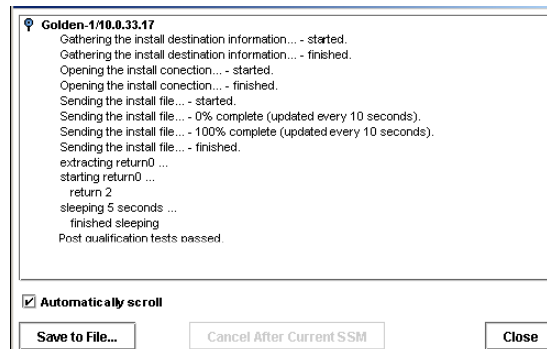 Golden-1/10.0.33.17
Gathering the install destination information... - started.
Gathering the install destination information... - finished.
Opening the install conection... - started.
Opening the install conection... - finished.
Sending the install file... - started.
Sending the install file... - 0% complete (updated every 10 seconds).
Sending the install file... - 100% complete (updated every 10 seconds).
Sending the install file... - finished.
extracting return0 ...
starting return0 ...
return 2
sleeping 5 seconds ...
finished sleeping
Post qualification tests passed.
Automatically scroll
Save to File... Cancel After Current SSM Close